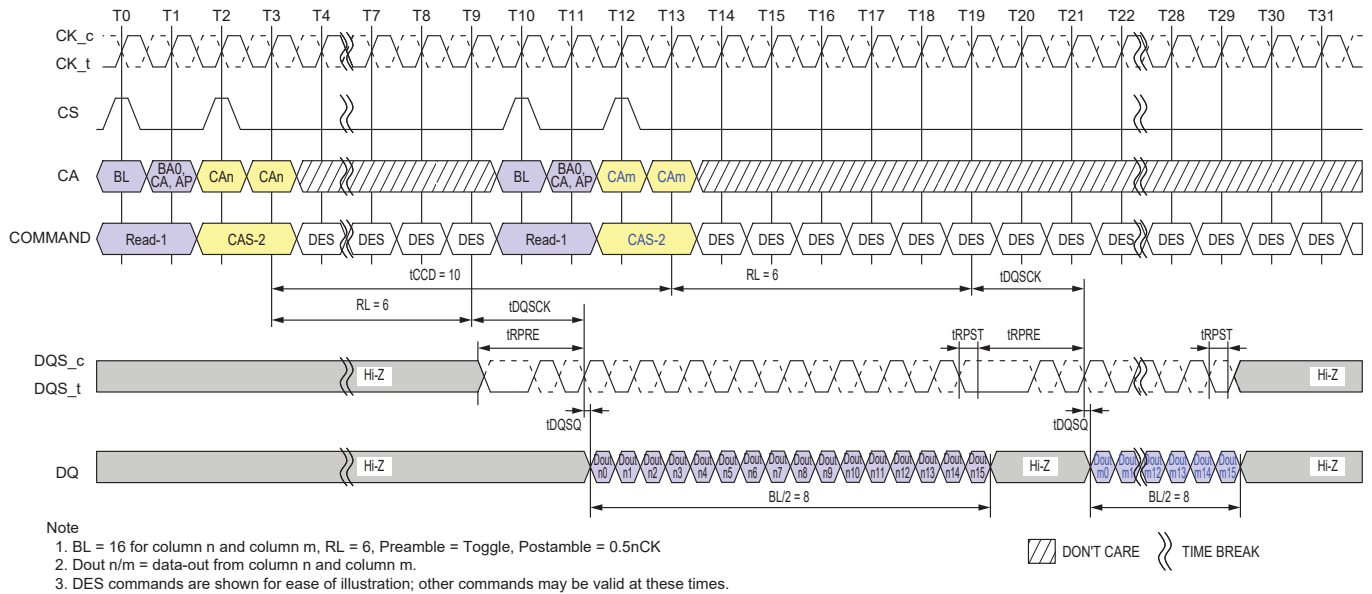 T0 T1 T2 T3 T4 T7 T8 T9 T10 T11 T12 T13 T14 T15 T16 T17 T18 T19 T20 T21 T22 T28 T29 T30 T31
CK_c
CK_t
CS
CA BL BA0, CA, AP CAn CAn BL BA0, CA, AP CAm CAm
COMMAND Read-1 CAS-2 DES DES DES DES Read-1 CAS-2 DES DES DES DES DES DES DES DES DES DES DES DES DES
tCCD = 10 RL = 6 tDQSCK
RL = 6 tDQSCK
tRPRE tRPST tRPRE tRPST
DQS_c
DQS_t
Hi-Z Hi-Z
tDQSQ tDQSQ
DQ Hi-Z Dout n0 Dout n1 Dout n2 Dout n3 Dout n4 Dout n5 Dout n6 Dout n7 Dout n8 Dout n9 Dout n10 Dout n11 Dout n12 Dout n13 Dout n14 Dout n15 Hi-Z Dout m0 Dout m1 Dout m12 Dout m13 Dout m14 Dout m15 Hi-Z
BL/2 = 8 BL/2 = 8
Note
1. BL = 16 for column n and column m, RL = 6, Preamble = Toggle, Postamble = 0.5nCK
2. Dout n/m = data-out from column n and column m.
3. DES commands are shown for ease of illustration; other commands may be valid at these times.
DON'T CARE TIME BREAK